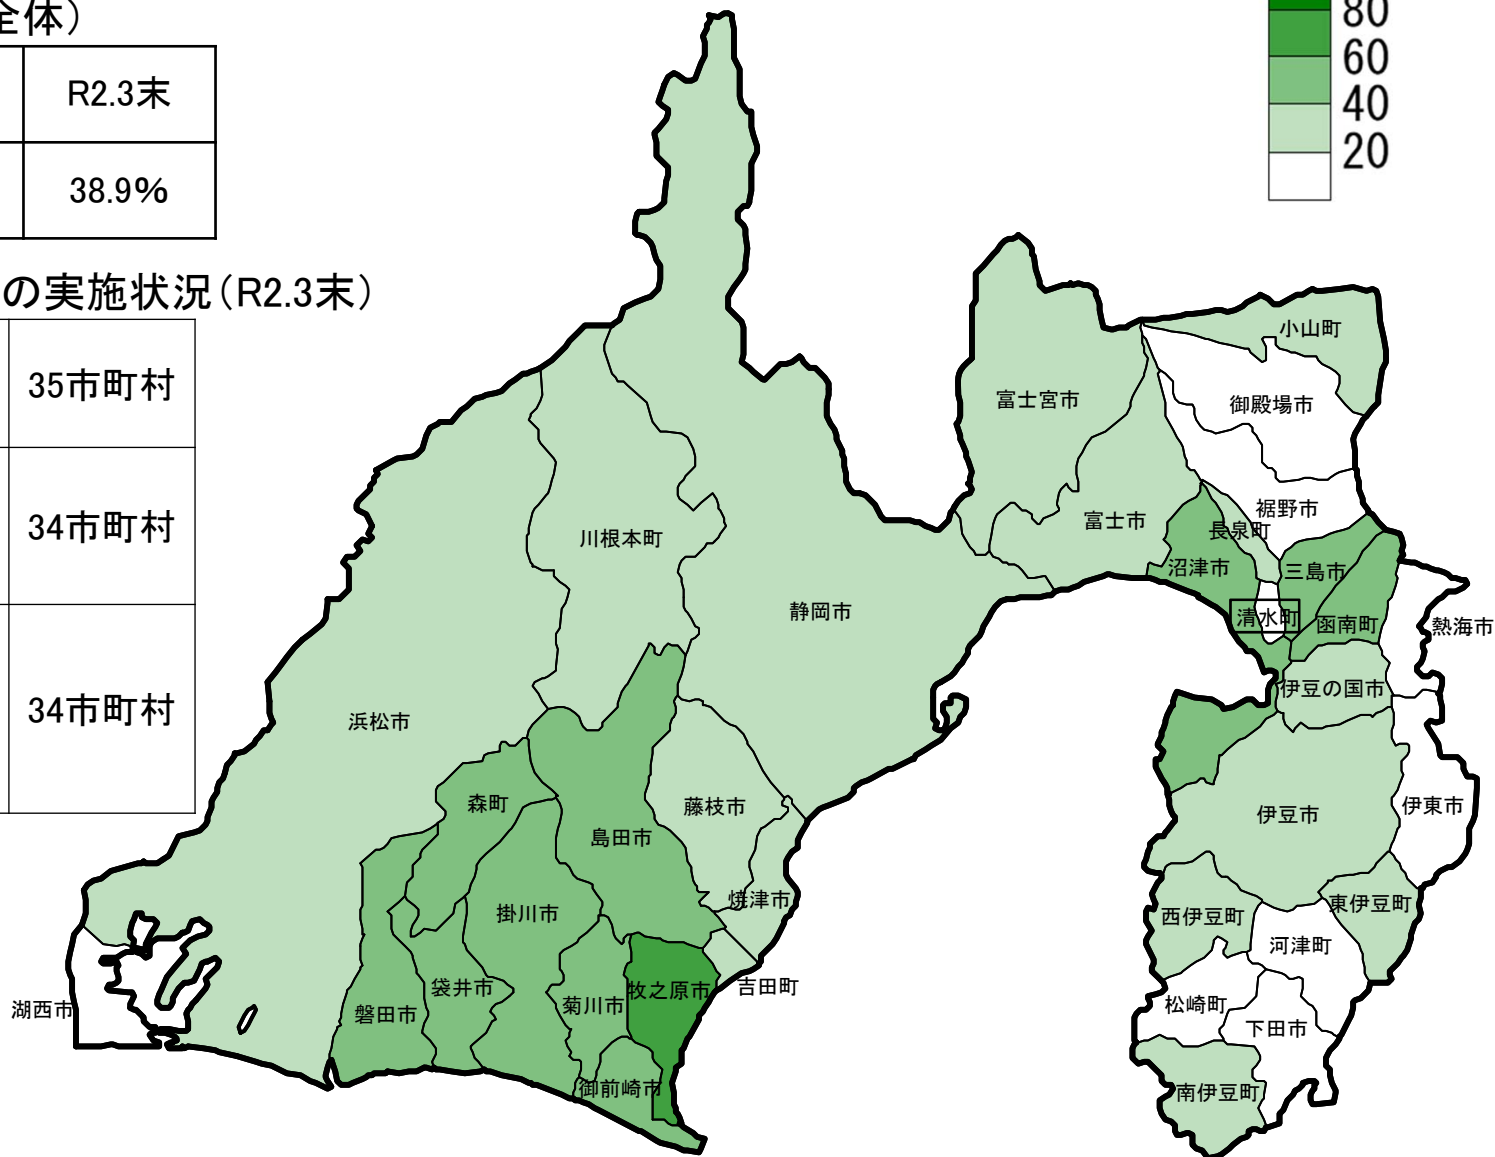 全体）
R2.3末
38.9%
の実施状況（R2.3末）
35市町村
34市町村
34市町村
80
60
40
20
小山町
御殿場市
富士宮市
裾野市
富士市
長泉町
川根本町
沼津市
三島市
静岡市
清水町
函南町
熱海市
伊豆の国市
浜松市
森町
藤枝市
伊東市
伊豆市
島田市
焼津市
東伊豆町
掛川市
西伊豆町
河津町
袋井市
牧之原市
吉田町
菊川市
松崎町
湖西市
磐田市
下田市
御前崎市
南伊豆町